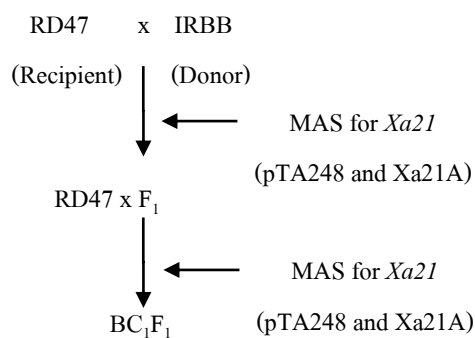 RD47 x IRBB
(Recipient) (Donor)
MAS for Xa21
(pTA248 and Xa21A)
RD47 x F₁
MAS for Xa21
(pTA248 and Xa21A)
BC₁F₁